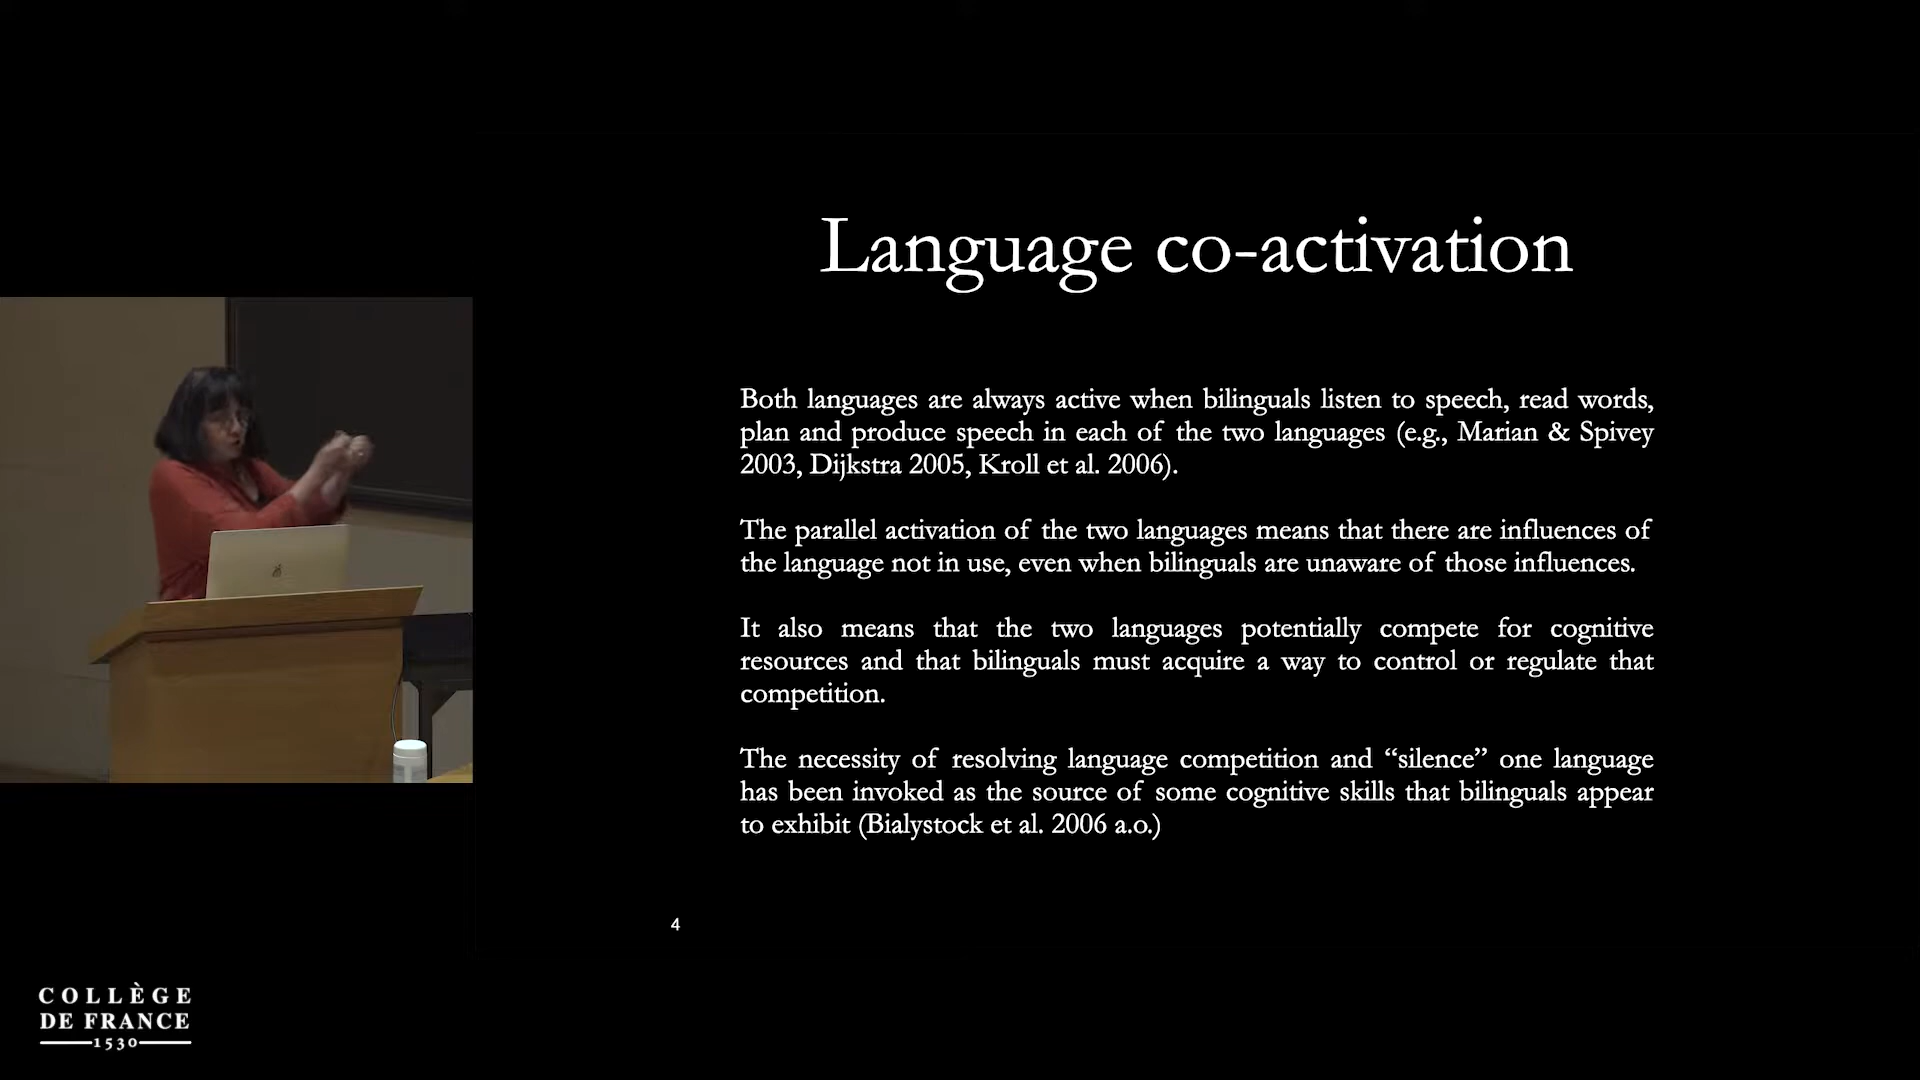 Language co-activation
Both languages are always active when bilinguals listen to speech, read words,
plan and produce speech in each of the two languages (e.g., Marian & Spivey
2003, Dijkstra 2005, Kroll et al. 2006).
The parallel activation of the two languages means that there are influences of
the language not in use, even when bilinguals are unaware of those influences.
It also means that the two languages potentially compete for cognitive
resources and that bilinguals must acquire a way to control or regulate that
competition.
The necessity of resolving language competition and “silence” one language
has been invoked as the source of some cognitive skills that bilinguals appear
to exhibit (Bialystock et al. 2006 a.o.)
4
COLLÈGE
DE FRANCE
1530